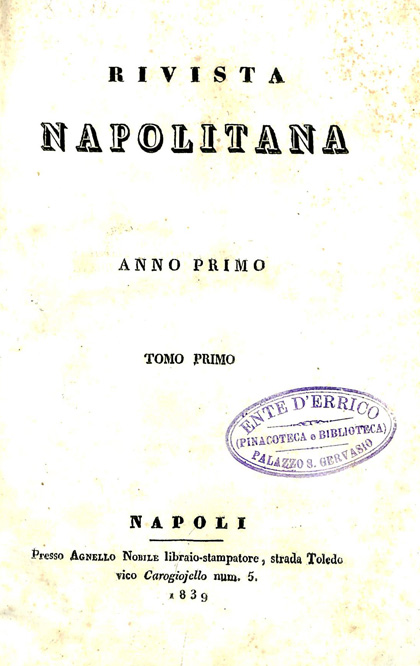 RIVISTA
NAPOLITANA
ANNO PRIMO
TOMO PRIMO
ENTE D'ERRICO
(PINACOTECA e BIBLIOTECA)
PALAZZO S. GERVASIO
NAPOLI
Presso AGNELLO NOBILE libraio-stampatore, strada Toledo
vico Carogiojello num. 5.
1839